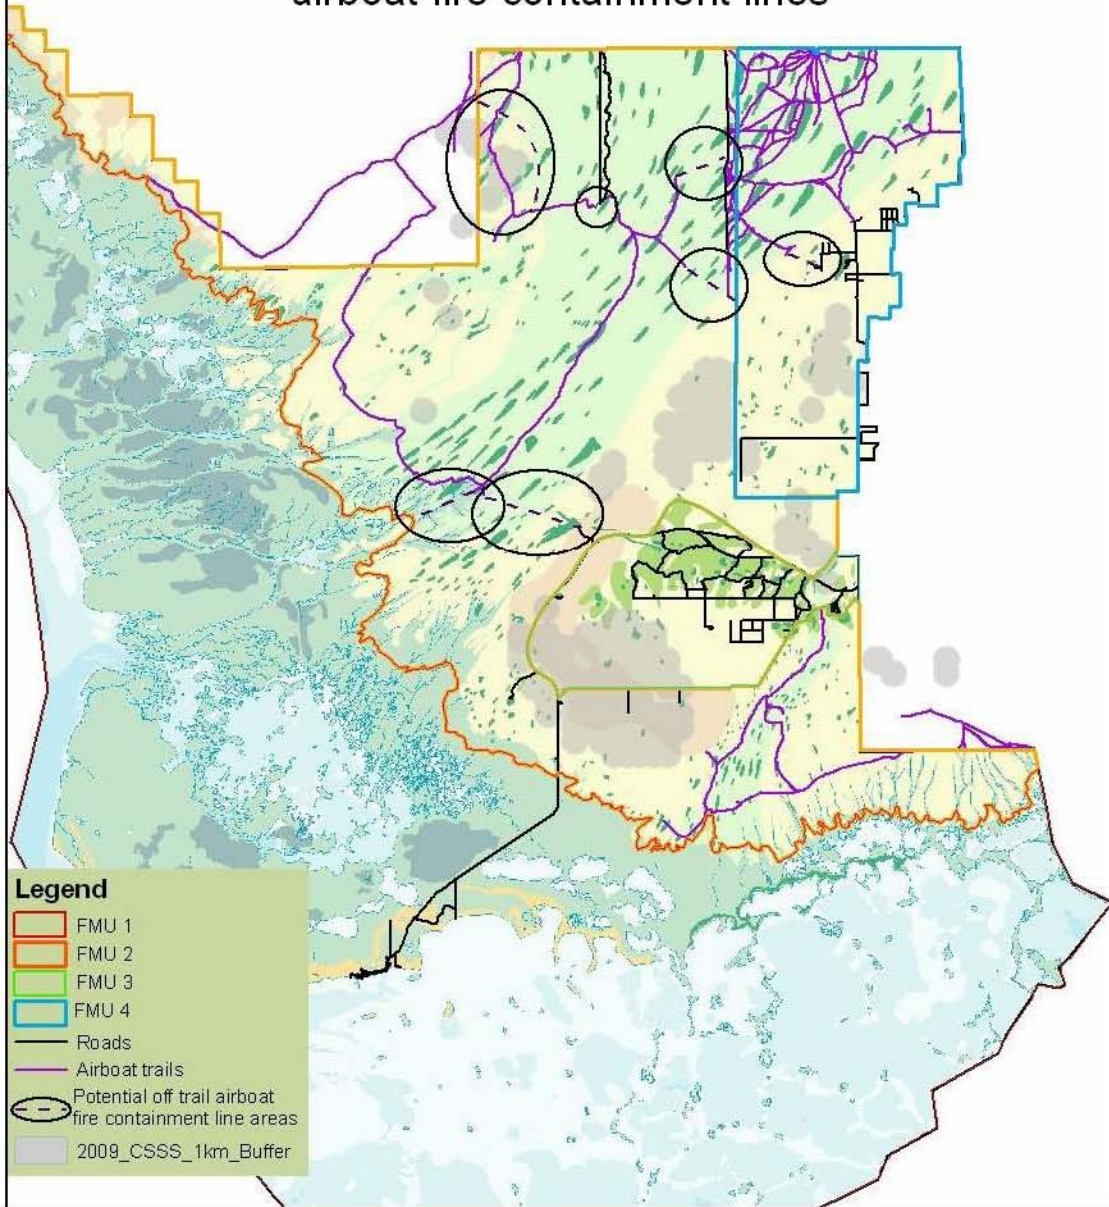 airboat fire containment lines
Legend
FMU 1
FMU 2
FMU 3
FMU 4
Roads
Airboat trails
Potential off trail airboat
fire containment line areas
2009_CSSS_1km_Buffer